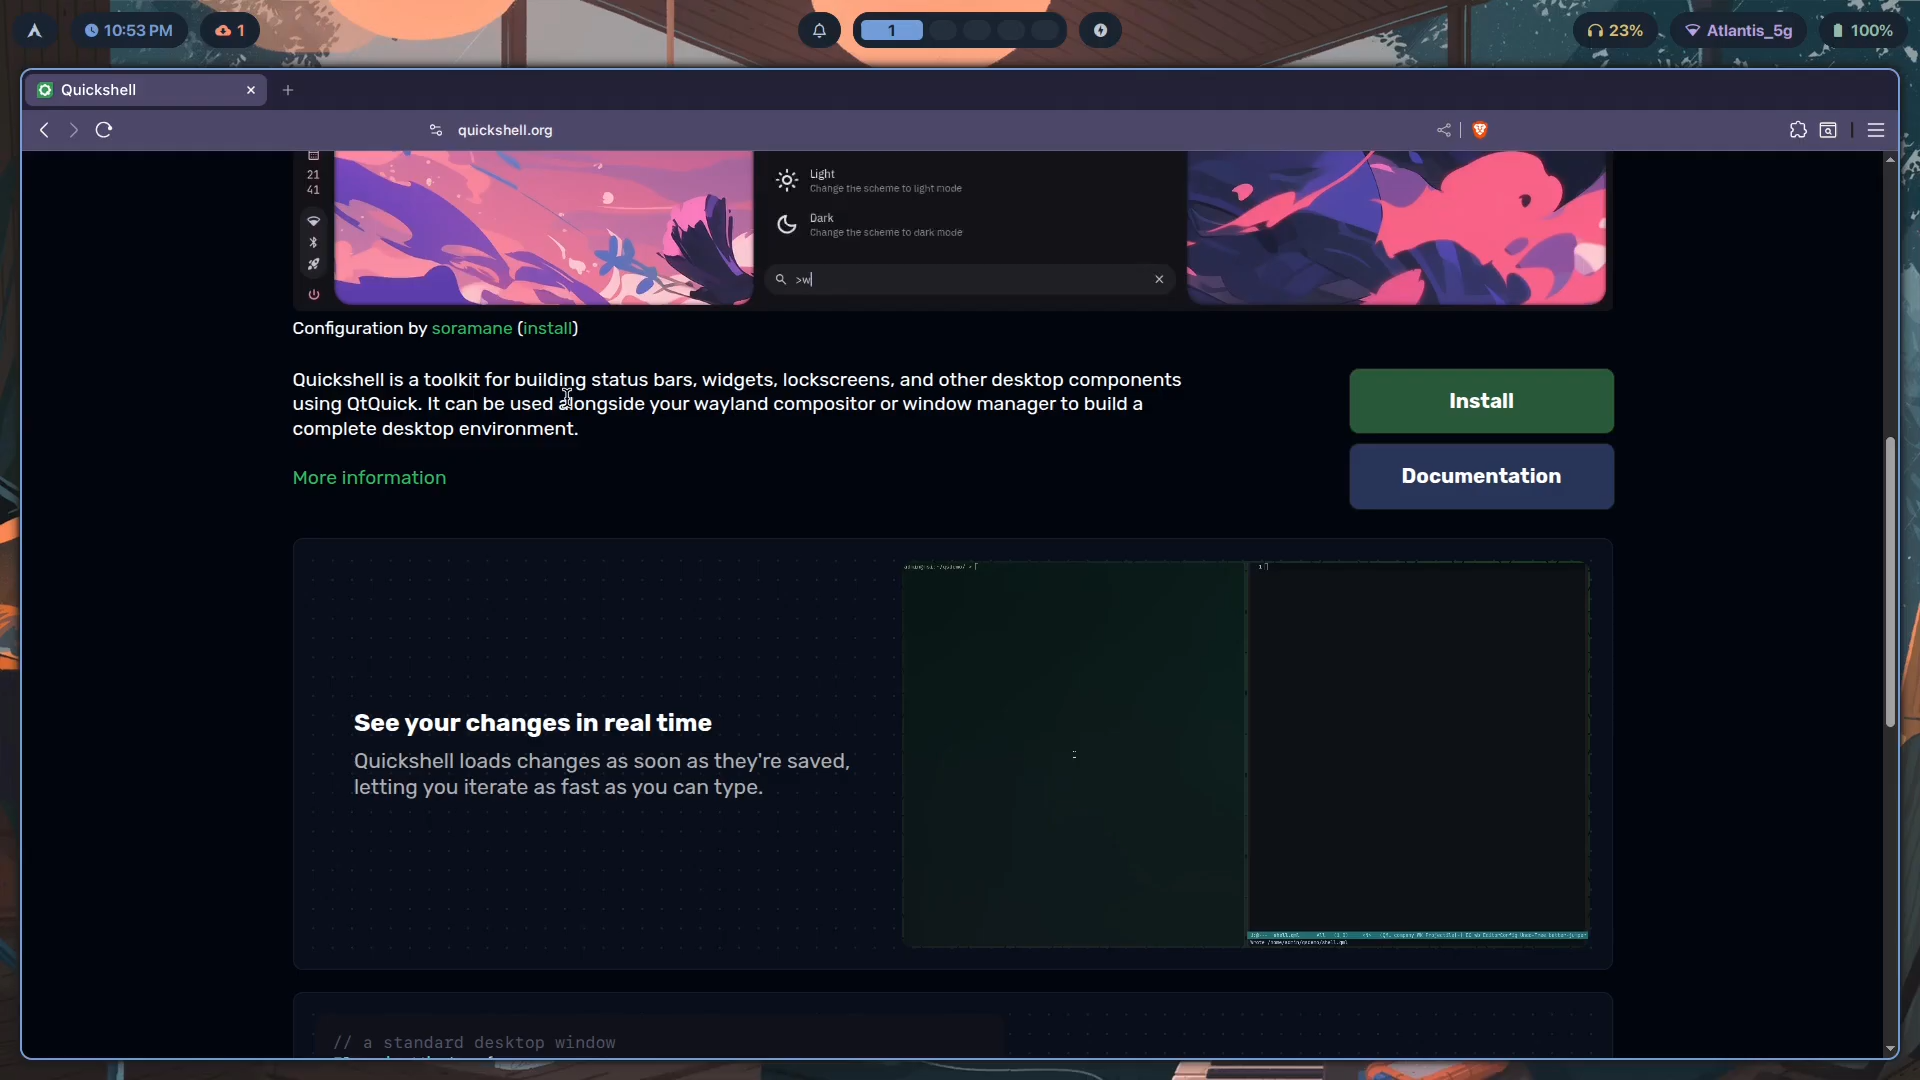 10:53 PM
1
1
23%
Atlantis_5g
100%
Quickshell
quickshell.org
21
41
Light
Change the scheme to light mode
Dark
Change the scheme to dark mode
>w
Configuration by soramane (install)
Quickshell is a toolkit for building status bars, widgets, lockscreens, and other desktop components
using QtQuick. It can be used alongside your wayland compositor or window manager to build a
complete desktop environment.
More information
Install
Documentation
See your changes in real time
Quickshell loads changes as soon as they're saved,
letting you iterate as fast as you can type.
// a standard desktop window